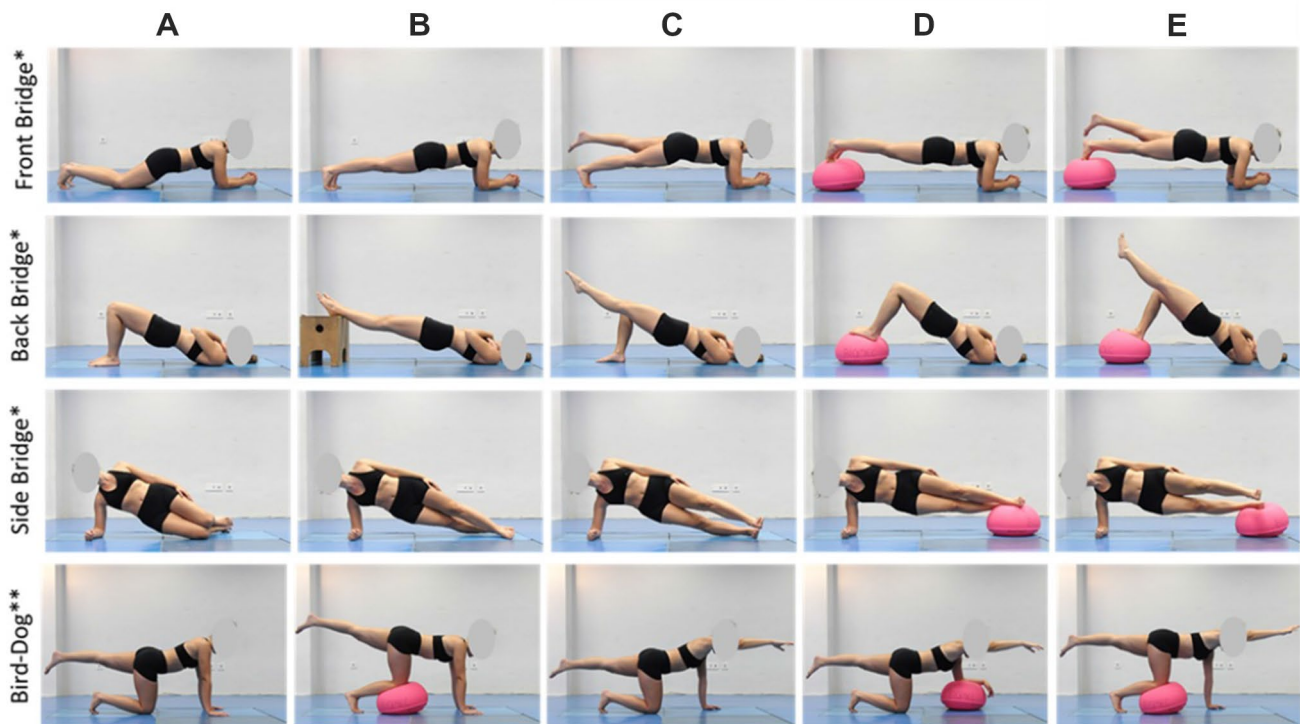 A B C D E
Front Bridge*
Back Bridge*
Side Bridge*
Bird-Dog**